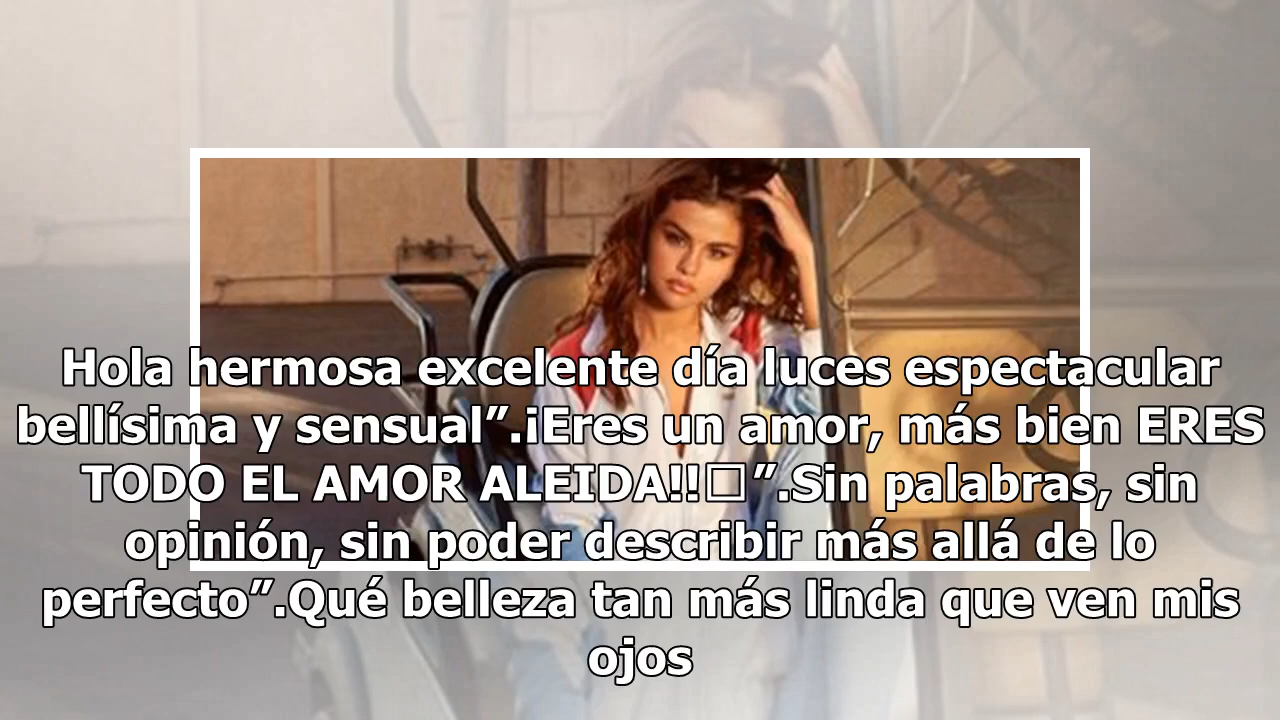 Hola hermosa excelente día luces espectacular
bellísima y sensual”.¡Eres un amor, más bien ERES
TODO EL AMOR ALEIDA!!□”.Sin palabras, sin
opinión, sin poder describir más allá de lo
perfecto”.Qué belleza tan más linda que ven mis
ojos